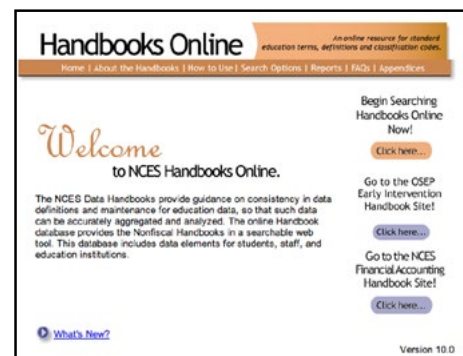 Handbooks Online
An online resource for standard
education terms, definitions and classification codes.
Home | About the Handbooks | How to Use | Search Options | Reports | FAQs | Appendices
Welcome
to NCES Handbooks Online.
The NCES Data Handbooks provide guidance on consistency in data
definitions and maintenance for education data, so that such data
can be accurately aggregated and analyzed. The online Handbook
database provides the Nonfiscal Handbooks in a searchable web
tool. This database includes data elements for students, staff, and
education institutions.
What's New?
Begin Searching
Handbooks Online
Now!
Click here...
Go to the OSEP
Early Intervention
Handbook Site!
Click here...
Go to the NCES
Financial Accounting
Handbook Site!
Click here...
Version 10.0